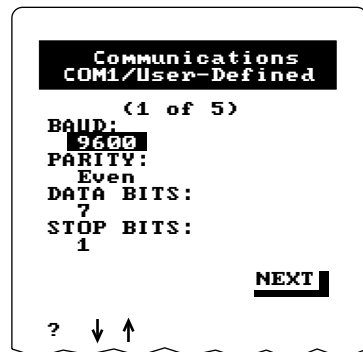 Communications
COM1/User-Defined
(1 of 5)
BAUD:
9600
PARITY:
Even
DATA BITS:
7
STOP BITS:
1
NEXT
? ↓ ↑